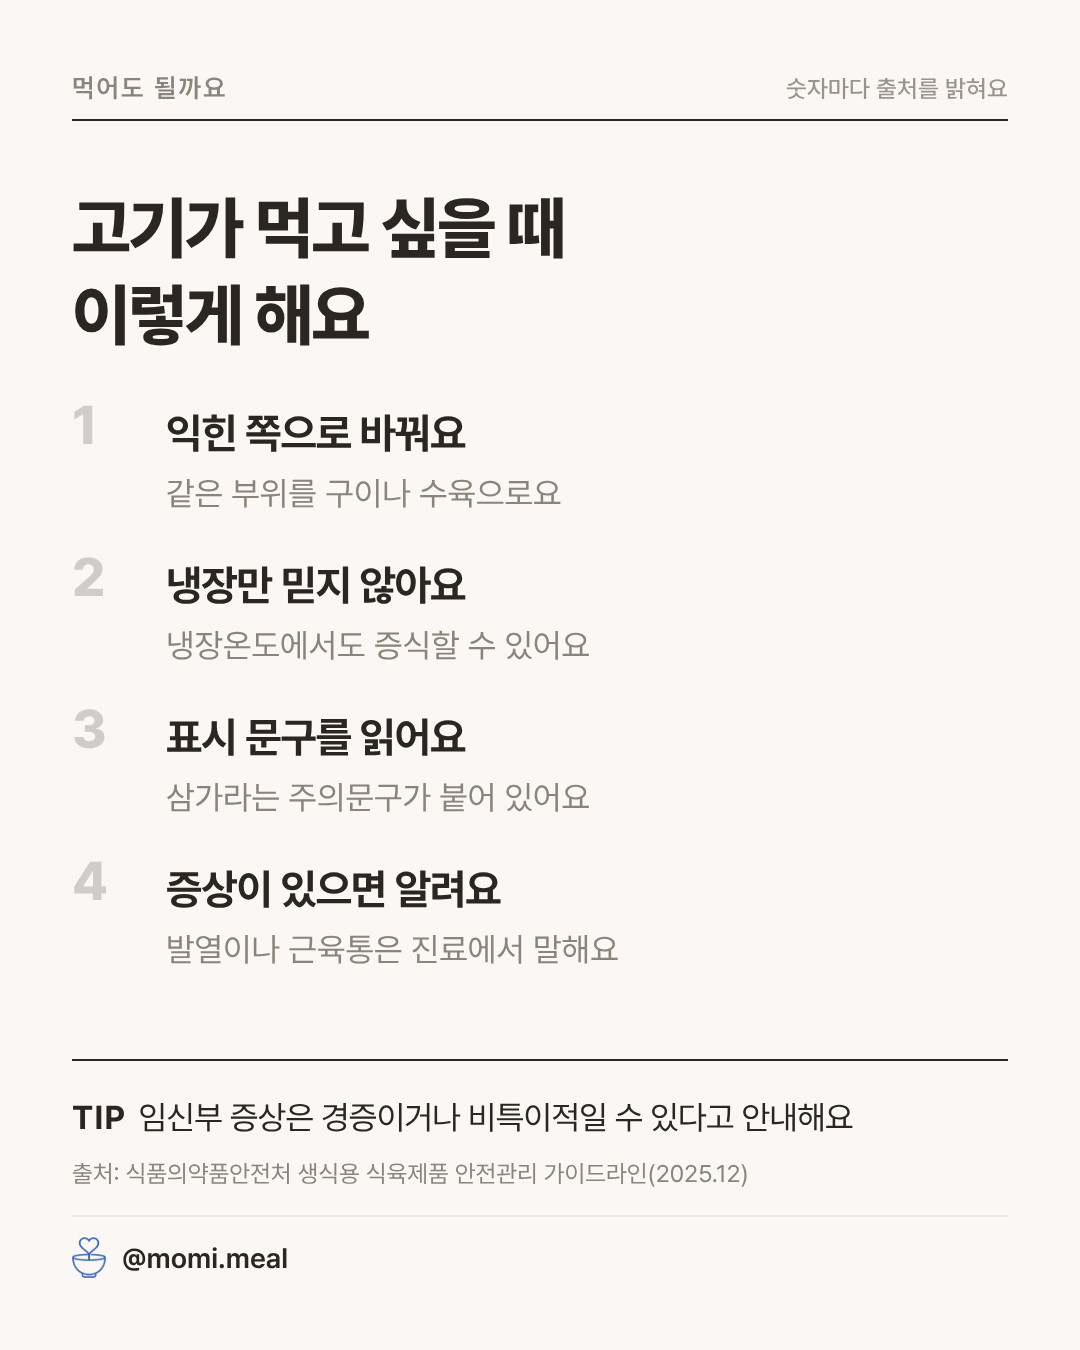 먹어도 될까요
숫자마다 출처를 밝혀요
고기가 먹고 싶을 때
이렇게 해요
1
익힌 쪽으로 바꿔요
같은 부위를 구이나 수육으로요
2
냉장만 믿지 않아요
냉장온도에서도 증식할 수 있어요
3
표시 문구를 읽어요
삼가라는 주의문구가 붙어 있어요
4
증상이 있으면 알려요
발열이나 근육통은 진료에서 말해요
TIP 임신부 증상은 경증이거나 비특이적일 수 있다고 안내해요
출처: 식품의약품안전처 생식용 식육제품 안전관리 가이드라인(2025.12)
@momi.meal